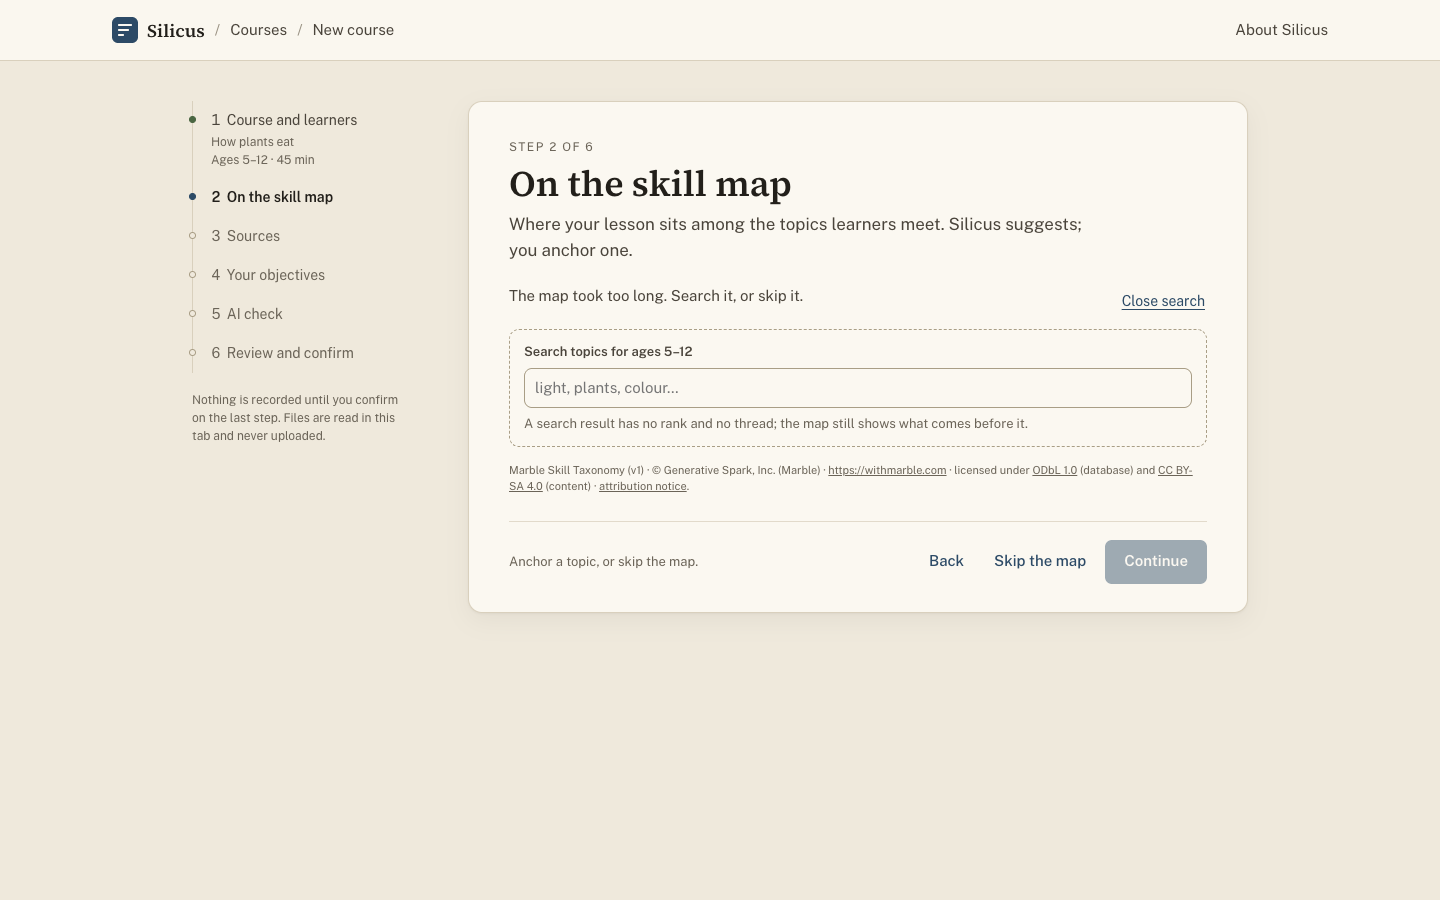 Silicus / Courses / New course
About Silicus
1 Course and learners
How plants eat
Ages 5–12 · 45 min
2 On the skill map
3 Sources
4 Your objectives
5 AI check
6 Review and confirm
Nothing is recorded until you confirm
on the last step. Files are read in this
tab and never uploaded.
STEP 2 OF 6
On the skill map
Where your lesson sits among the topics learners meet. Silicus suggests;
you anchor one.
The map took too long. Search it, or skip it.
Close search
Search topics for ages 5–12
light, plants, colour…
A search result has no rank and no thread; the map still shows what comes before it.
Marble Skill Taxonomy (v1) · © Generative Spark, Inc. (Marble) · https://withmarble.com · licensed under ODbL 1.0 (database) and CC BY-
SA 4.0 (content) · attribution notice.
Anchor a topic, or skip the map.
Back
Skip the map
Continue